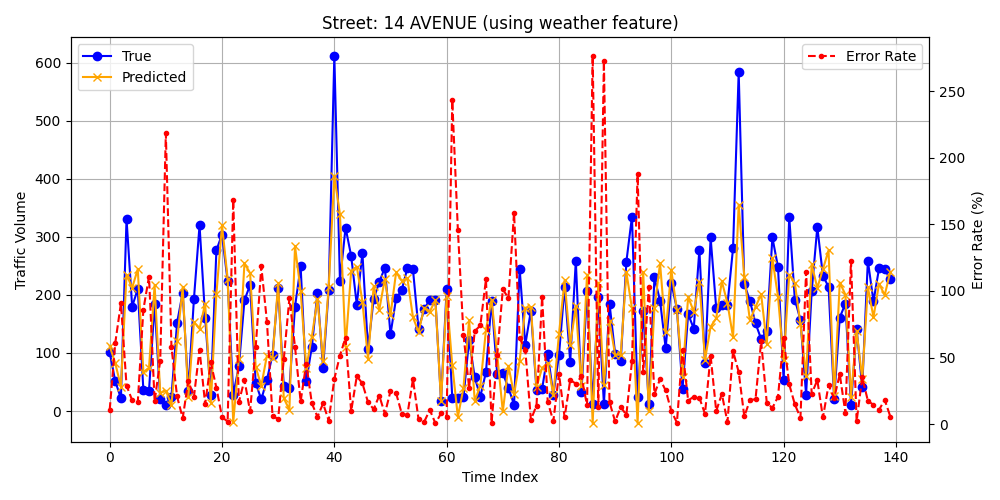 Street: 14 AVENUE (using weather feature)
True
Predicted
Error Rate
Traffic Volume
600
500
400
300
200
100
0
250
200
150
100
50
0
Error Rate (%)
0 20 40 60 80 100 120 140
Time Index